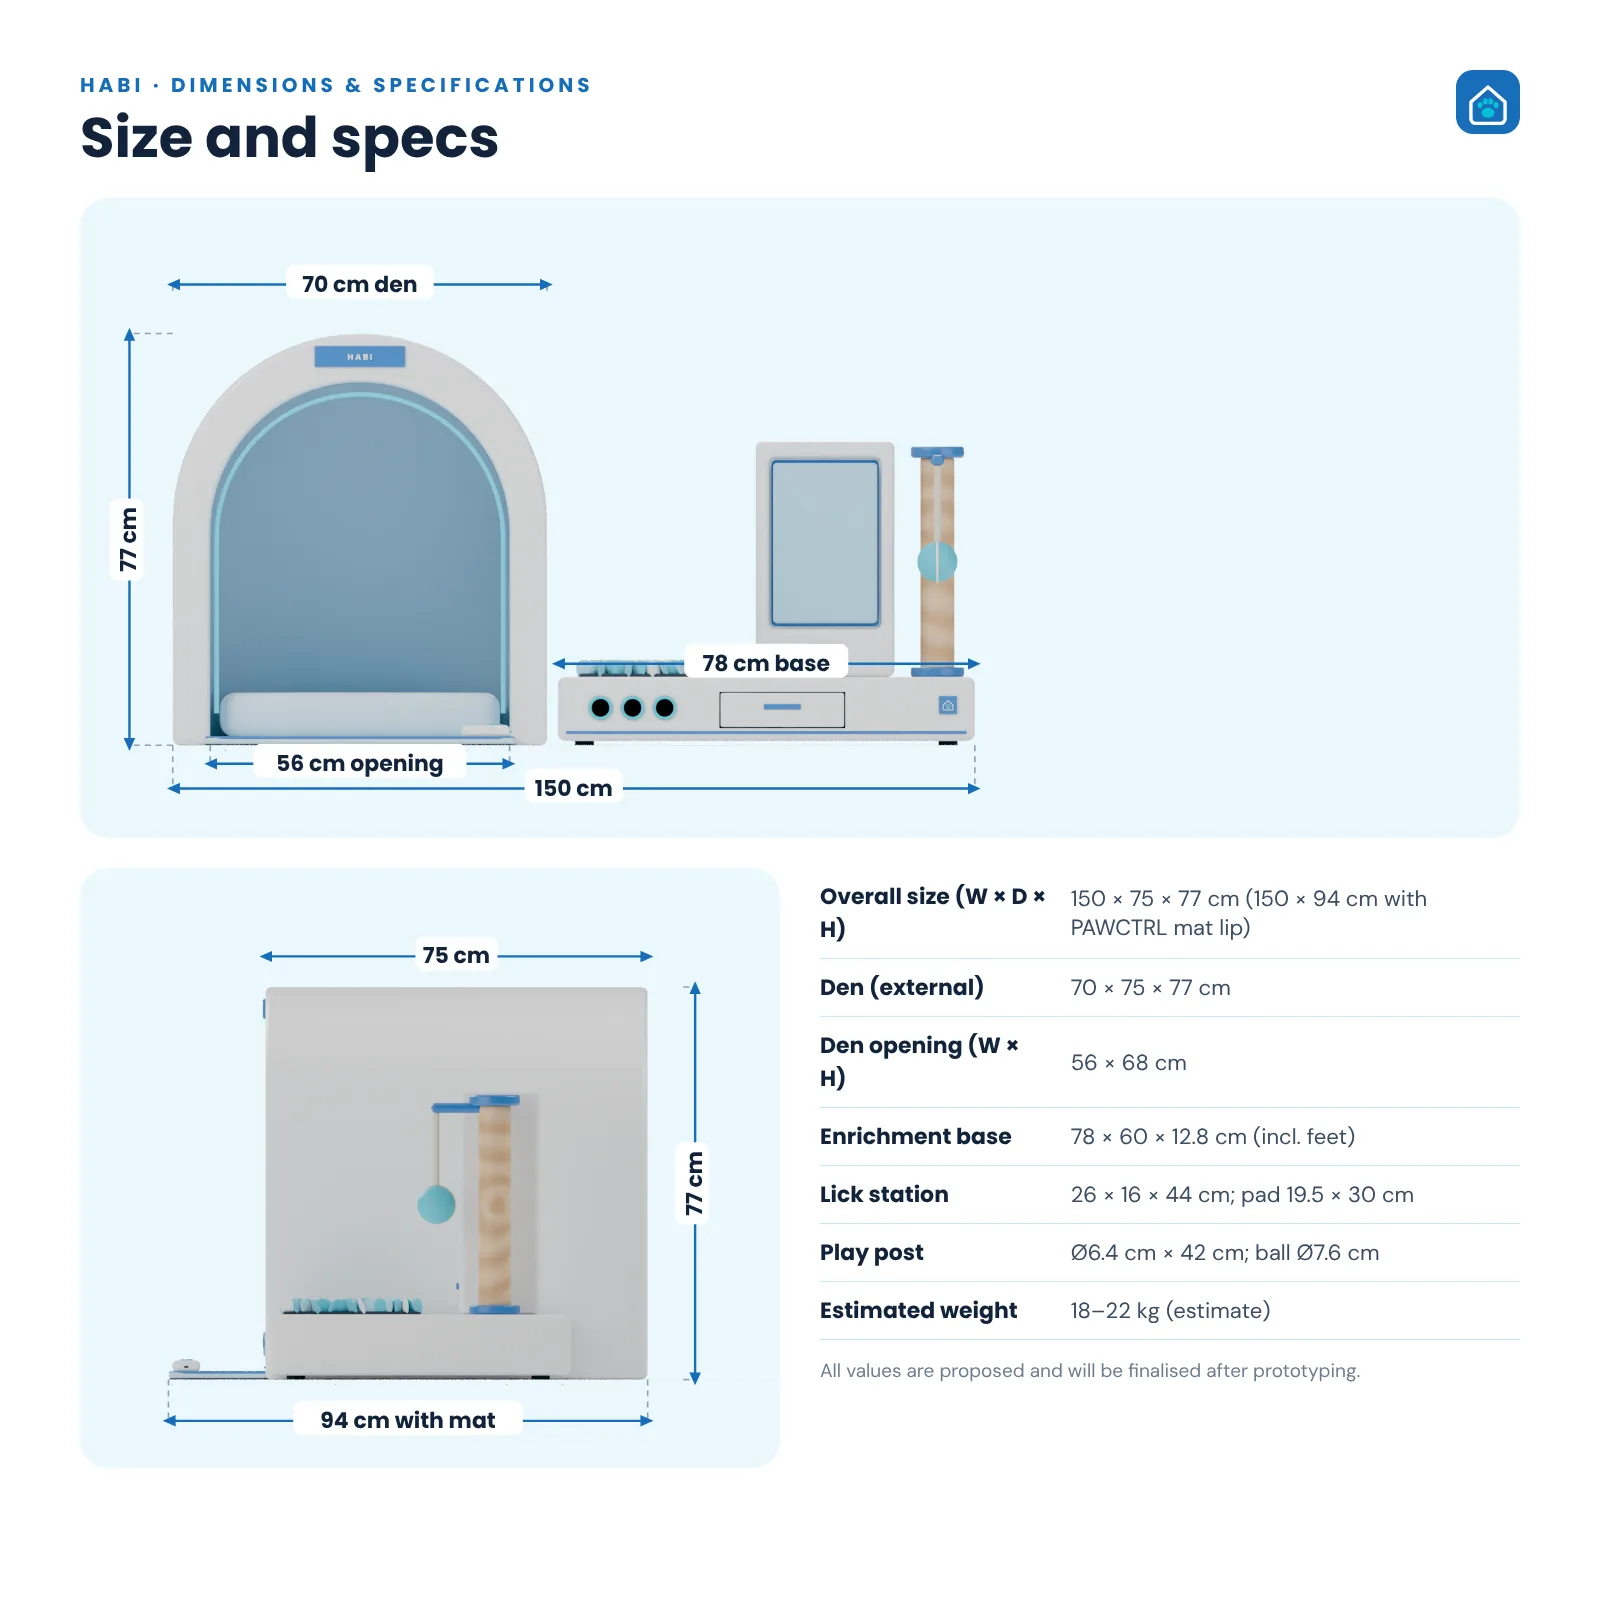 HABI · DIMENSIONS & SPECIFICATIONS
Size and specs
70 cm den
HABI
77 cm
78 cm base
56 cm opening
150 cm
75 cm
77 cm
94 cm with mat
Overall size (W × D × H)
150 × 75 × 77 cm (150 × 94 cm with
PAWCTRL mat lip)
Den (external)
70 × 75 × 77 cm
Den opening (W ×
H)
56 × 68 cm
Enrichment base
78 × 60 × 12.8 cm (incl. feet)
Lick station
26 × 16 × 44 cm; pad 19.5 × 30 cm
Play post
Ø6.4 cm × 42 cm; ball Ø7.6 cm
Estimated weight
18–22 kg (estimate)
All values are proposed and will be finalised after prototyping.